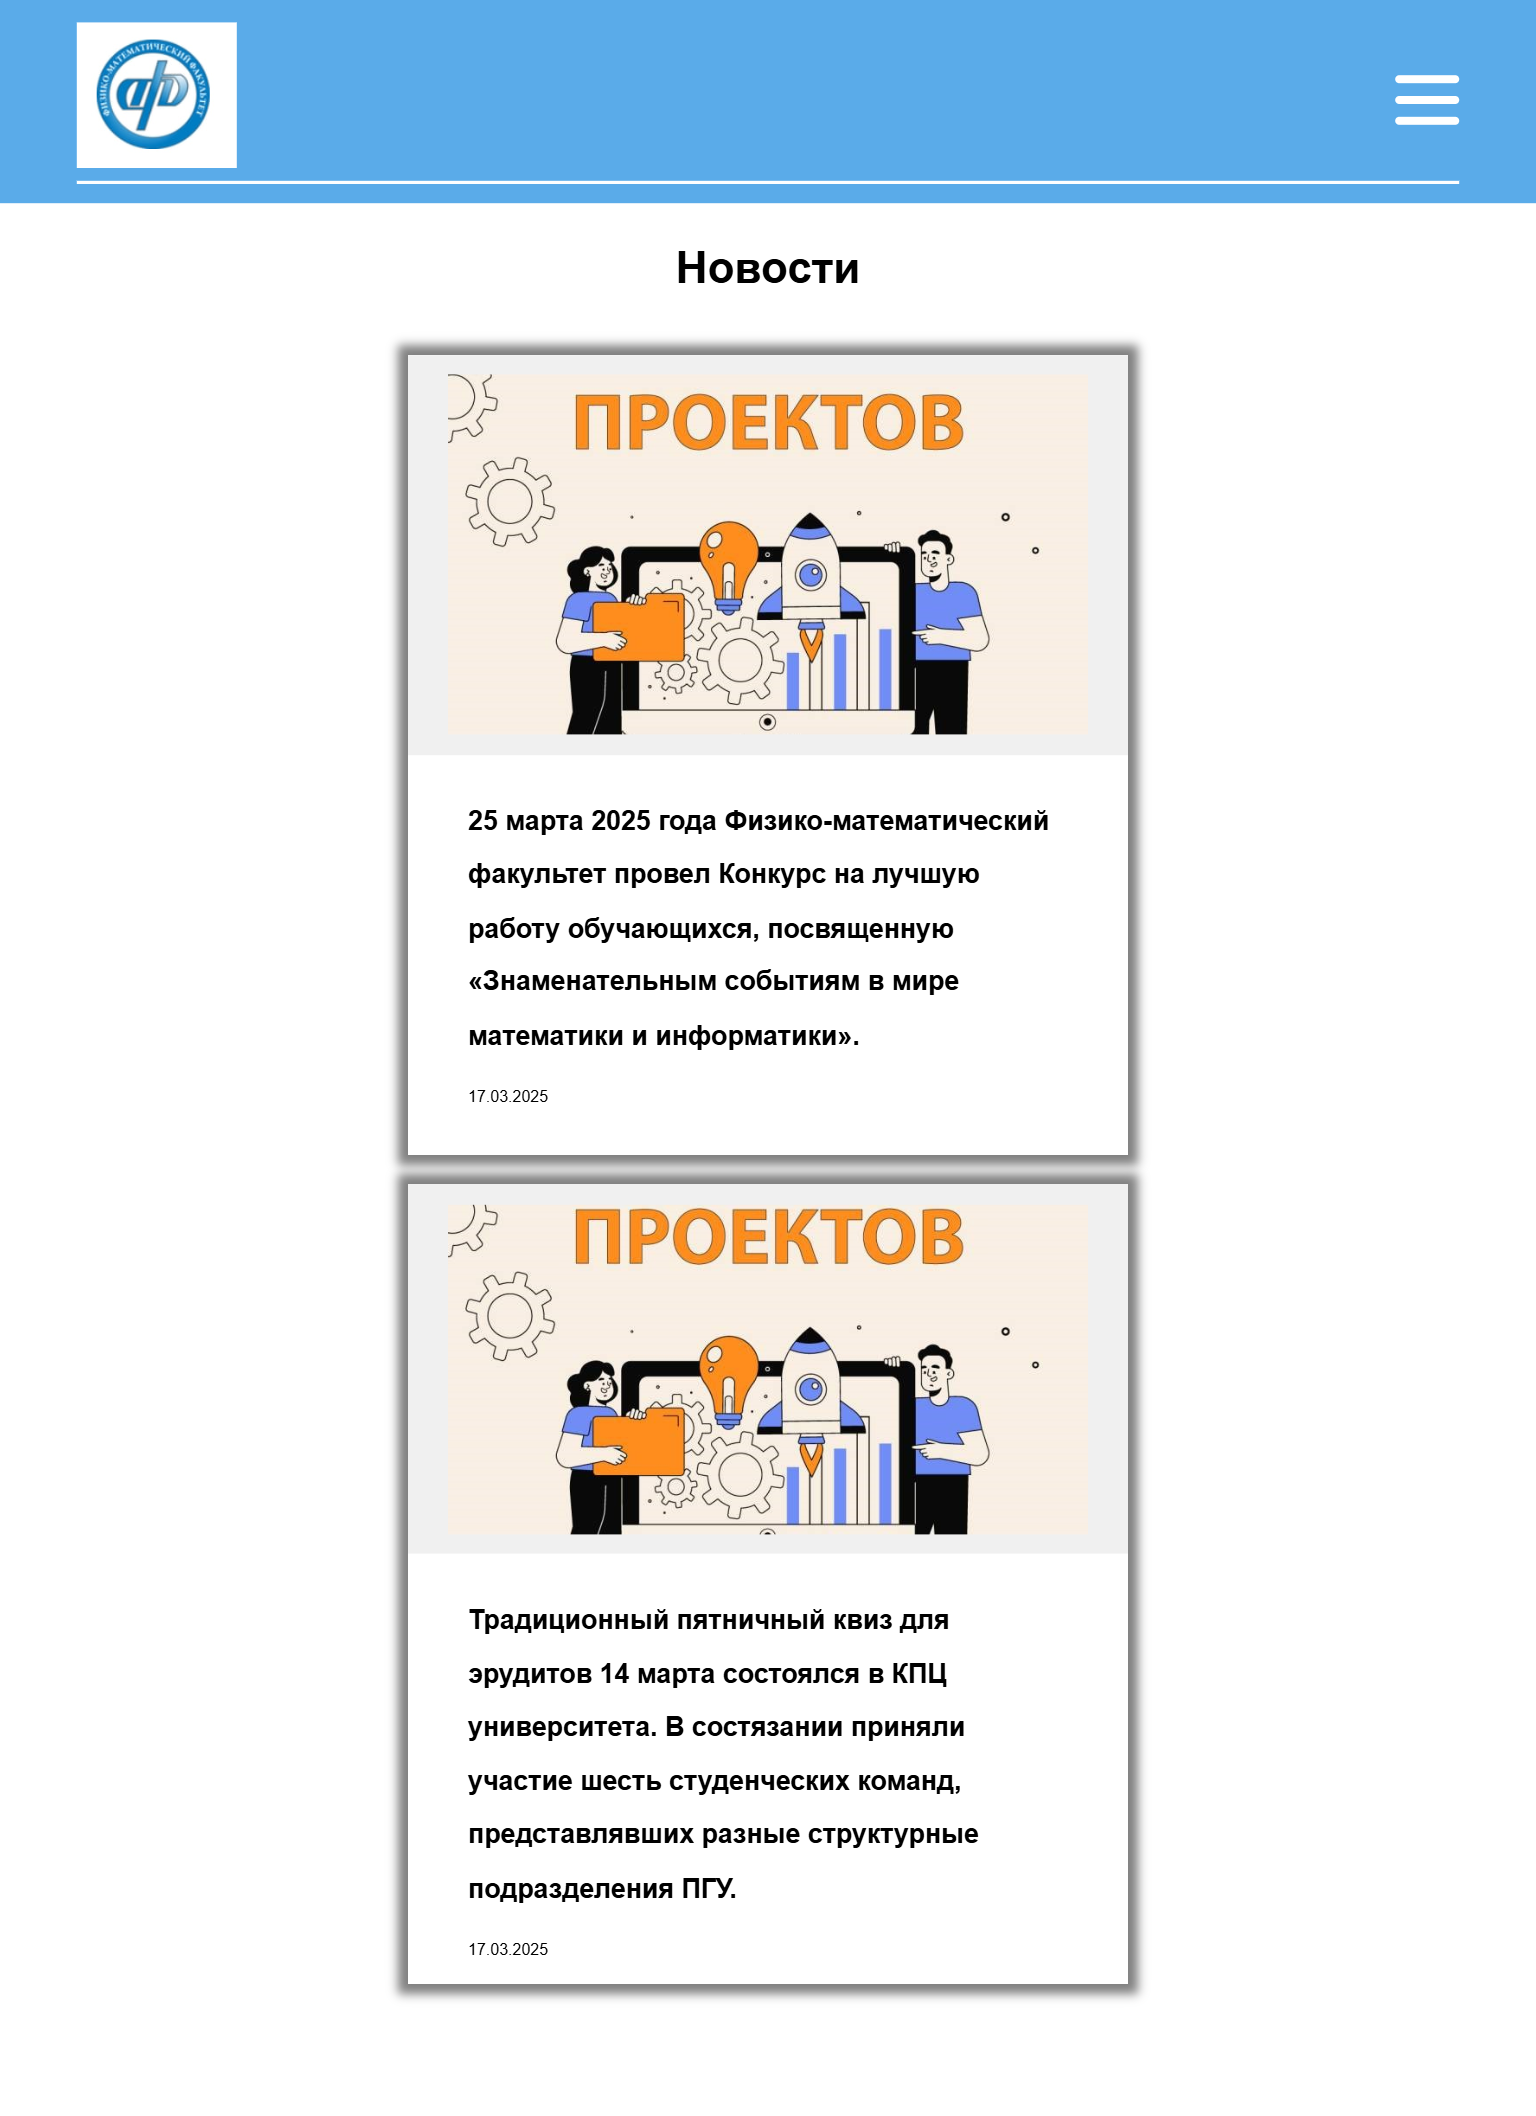 ФИЗИКО-МАТЕМАТИЧЕСКИЙ ФАКУЛЬТЕТ
Новости
ПРОЕКТОВ
25 марта 2025 года Физико-математический
факультет провел Конкурс на лучшую
работу обучающихся, посвященную
«Знаменательным событиям в мире
математики и информатики».
17.03.2025
ПРОЕКТОВ
Традиционный пятничный квиз для
эрудитов 14 марта состоялся в КПЦ
университета. В состязании приняли
участие шесть студенческих команд,
представлявших разные структурные
подразделения ПГУ.
17.03.2025